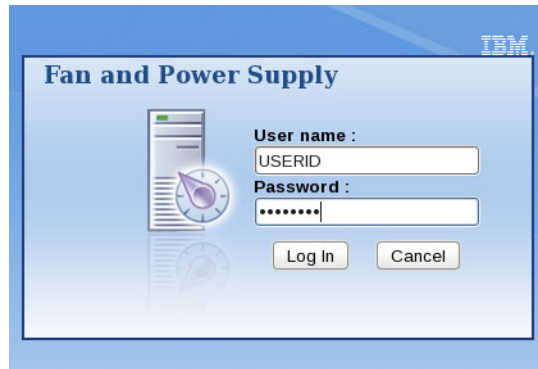 IBM.
Fan and Power Supply
User name :
USERID
Password :
••••••••
Log In
Cancel